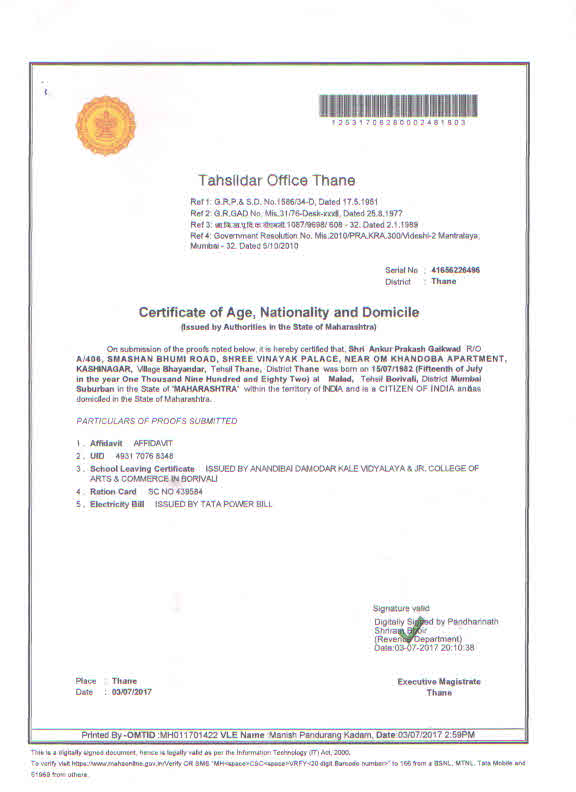 12531708280002481803
Tahsildar Office Thane
Ref 1: G.R.P.& S.D. No.1586/34-D, Dated 17.5.1951
Ref 2: G.R.GAD No. Mis.31/76-Desk-xxxii, Dated 25.8.1977
Ref 3: 1087/9698/ 608 - 32. Dated 2.1.1989
Ref 4: Government Resolution No. Mis.2010/PRA.KRA.300/Videshi-2 Mantralaya,
Mumbai - 32. Dated 5/10/2010
Serial No : 41656226496
District : Thane
Certificate of Age, Nationality and Domicile
(Issued by Authorities in the State of Maharashtra)
On submission of the proofs noted below, it is hereby certified that, Shri Ankur Prakash Gaikwad R/O
A/406, SMASHAN BHUMI ROAD, SHREE VINAYAK PALACE, NEAR OM KHANDOBA APARTMENT,
KASHINAGAR, Village Bhayandar, Tehsil Thane, District Thane was born on 15/07/1982 (Fifteenth of July
in the year One Thousand Nine Hundred and Eighty Two) at Malad, Tehsil Borivali, District Mumbai
Suburban in the State of 'MAHARASHTRA' within the territory of INDIA and is a CITIZEN OF INDIA and is
domiciled in the State of Maharashtra.
PARTICULARS OF PROOFS SUBMITTED
1 . Affidavit AFFIDAVIT
2 . UID 4931 7076 8348
3 . School Leaving Certificate ISSUED BY ANANDIBAI DAMODAR KALE VIDYALAYA & JR. COLLEGE OF
ARTS & COMMERCE IN BORIVALI
4 . Ration Card SC NO 439584
5 . Electricity Bill ISSUED BY TATA POWER BILL
Signature valid
Digitally Signed by Pandharinath
Shriram Bhoir
(Revenue Department)
Date:03-07-2017 20:10:38
Place : Thane
Date : 03/07/2017
Executive Magistrate
Thane
Printed By -OMTID :MH011701422 VLE Name :Manish Pandurang Kadam, Date:03/07/2017 2:59PM
This is a digitally signed document, hence is legally valid as per the Information Technology (IT) Act, 2000.
To verify visit https://www.mahaonline.gov.in/Verify OR SMS "MH<space>CSC<space>VRFY<20 digit Barcode number>" to 166 from a BSNL, MTNL, Tata Mobile and
51969 from others.